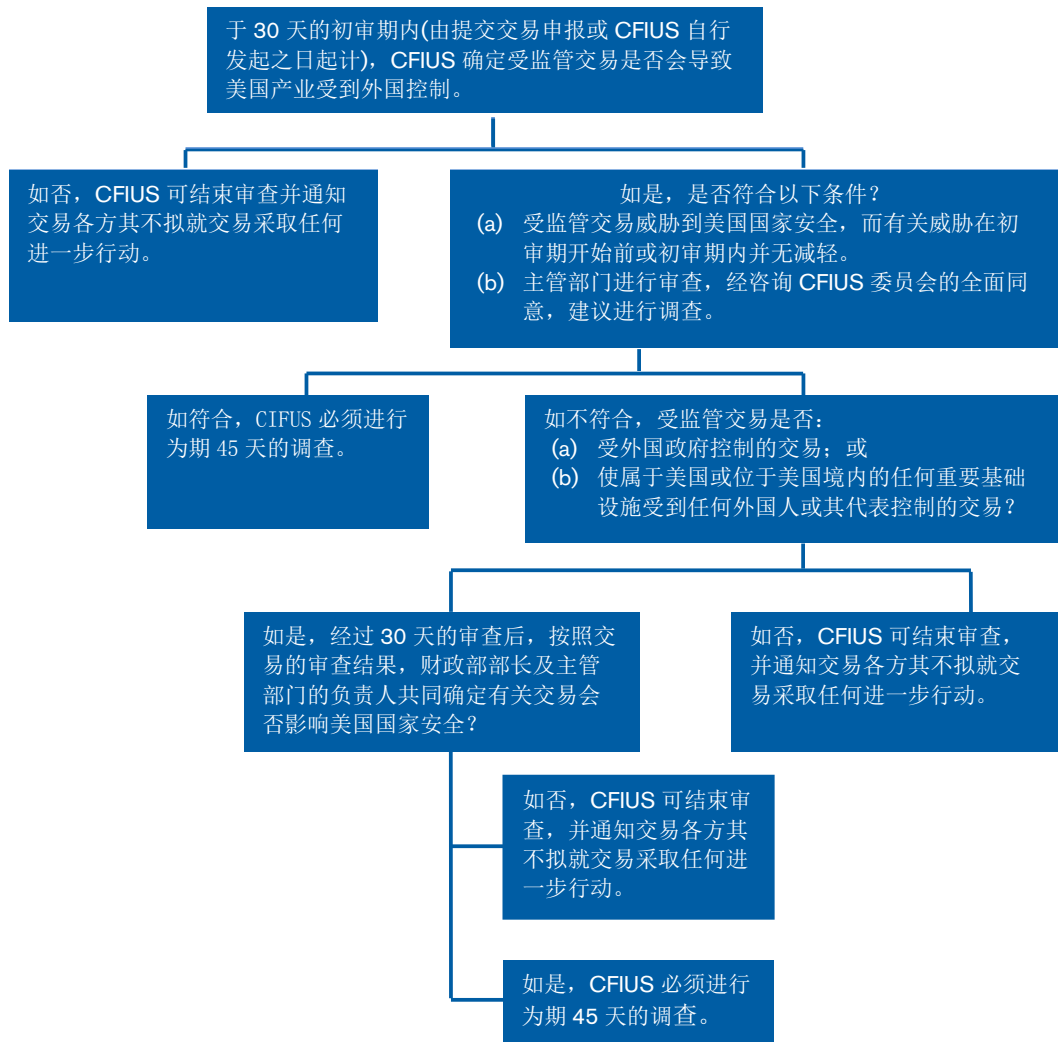 于 30 天的初审期内(由提交交易申报或 CFIUS 自行
发起之日起计)，CFIUS 确定受监管交易是否会导致
美国产业受到外国控制。
如否，CFIUS 可结束审查并通知
交易各方其不拟就交易采取任何
进一步行动。
如是，是否符合以下条件？
(a) 受监管交易威胁到美国国家安全，而有关威胁在初
审期开始前或初审期内并无减轻。
(b) 主管部门进行审查，经咨询 CFIUS 委员会的全面同
意，建议进行调查。
如符合，CIFUS 必须进行
为期 45 天的调查。
如不符合，受监管交易是否：
(a) 受外国政府控制的交易；或
(b) 使属于美国或位于美国境内的任何重要基础
设施受到任何外国人或其代表控制的交易？
如是，经过 30 天的审查后，按照交
易的审查结果，财政部部长及主管
部门的负责人共同确定有关交易会
否影响美国国家安全？
如否，CFIUS 可结束审查，
并通知交易各方其不拟就交
易采取任何进一步行动。
如否，CFIUS 可结束审
查，并通知交易各方其
不拟就交易采取任何进
一步行动。
如是，CFIUS 必须进行
为期 45 天的调查。